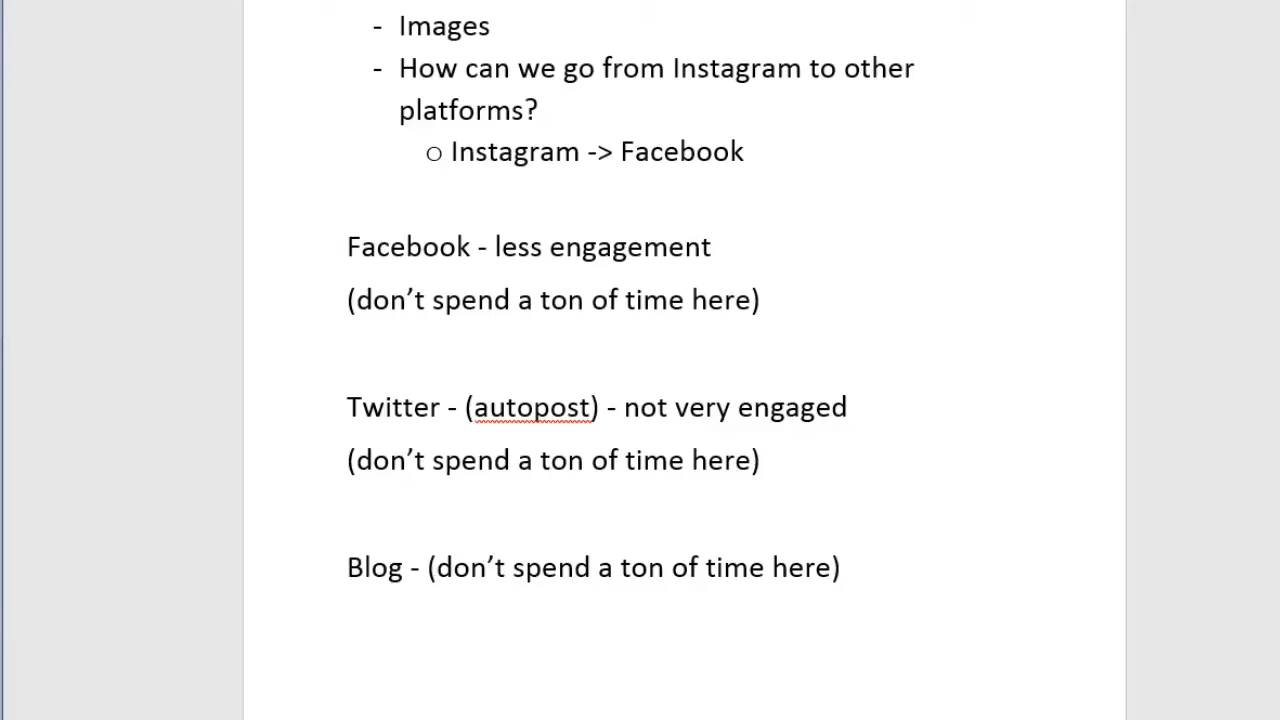 - Images
- How can we go from Instagram to other
platforms?
o Instagram -> Facebook
Facebook - less engagement
(don’t spend a ton of time here)
Twitter - (autopost) - not very engaged
(don’t spend a ton of time here)
Blog - (don’t spend a ton of time here)